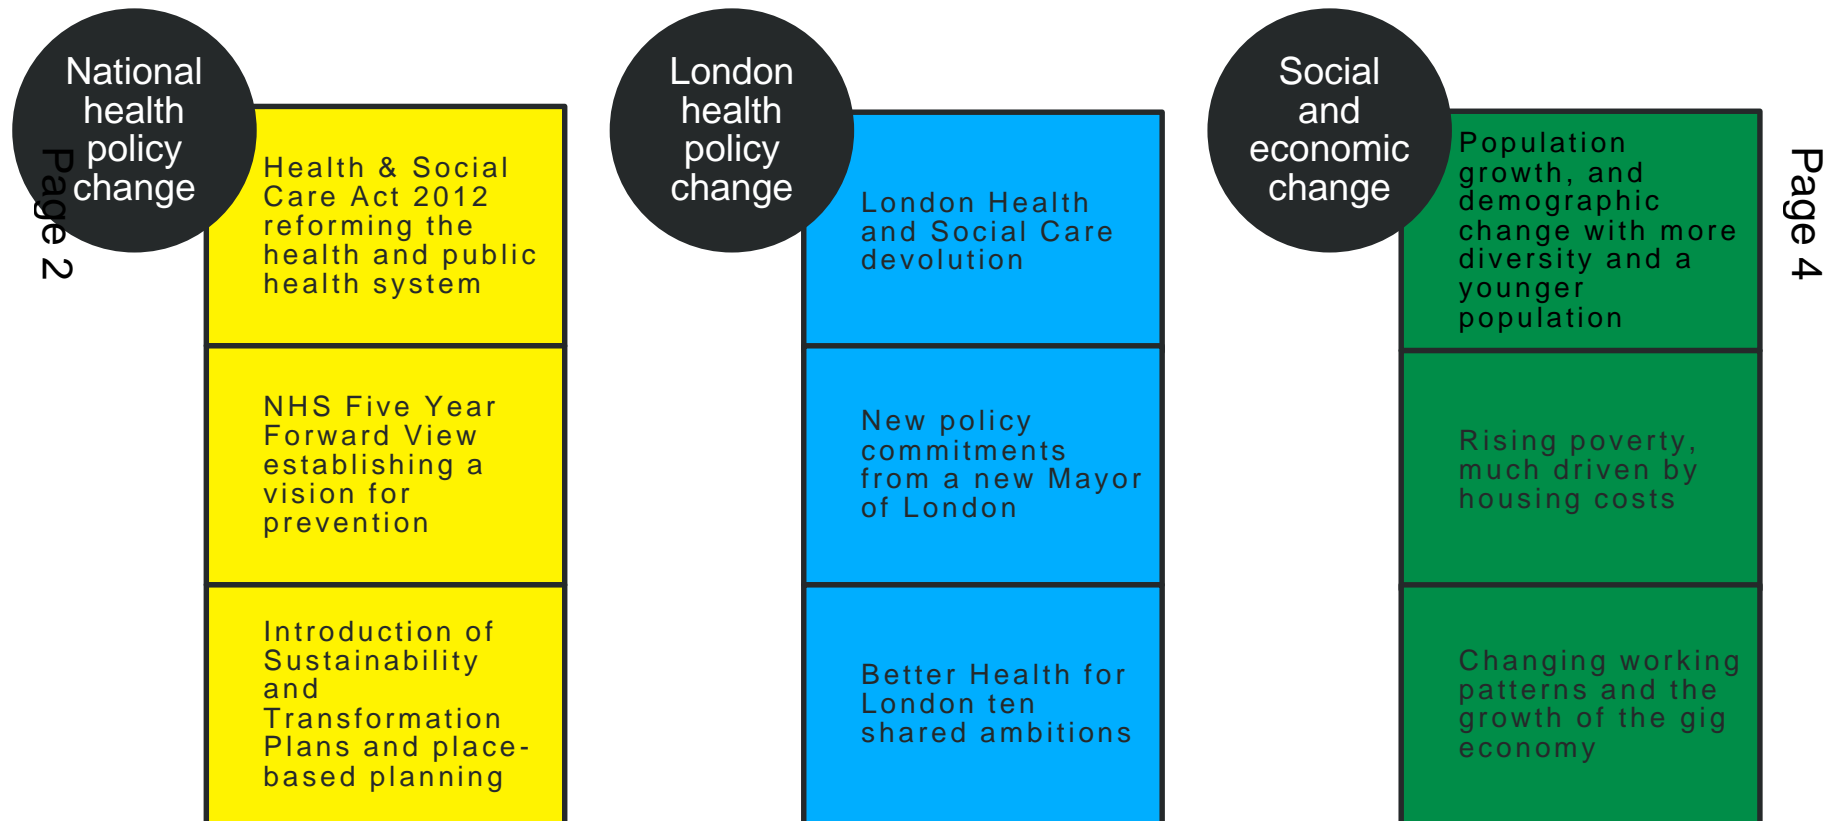 National
health
policy
change
Page 2
Health & Social
Care Act 2012
reforming the
health and public
health system
NHS Five Year
Forward View
establishing a
vision for
prevention
Introduction of
Sustainability
and
Transformation
Plans and place-
based planning
London
health
policy
change
London Health
and Social Care
devolution
New policy
commitments
from a new Mayor
of London
Better Health for
London ten
shared ambitions
Social
and
economic
change
Population
growth, and
demographic
change with more
diversity and a
younger
population
Rising poverty,
much driven by
housing costs
Changing working
patterns and the
growth of the gig
economy
Page 4